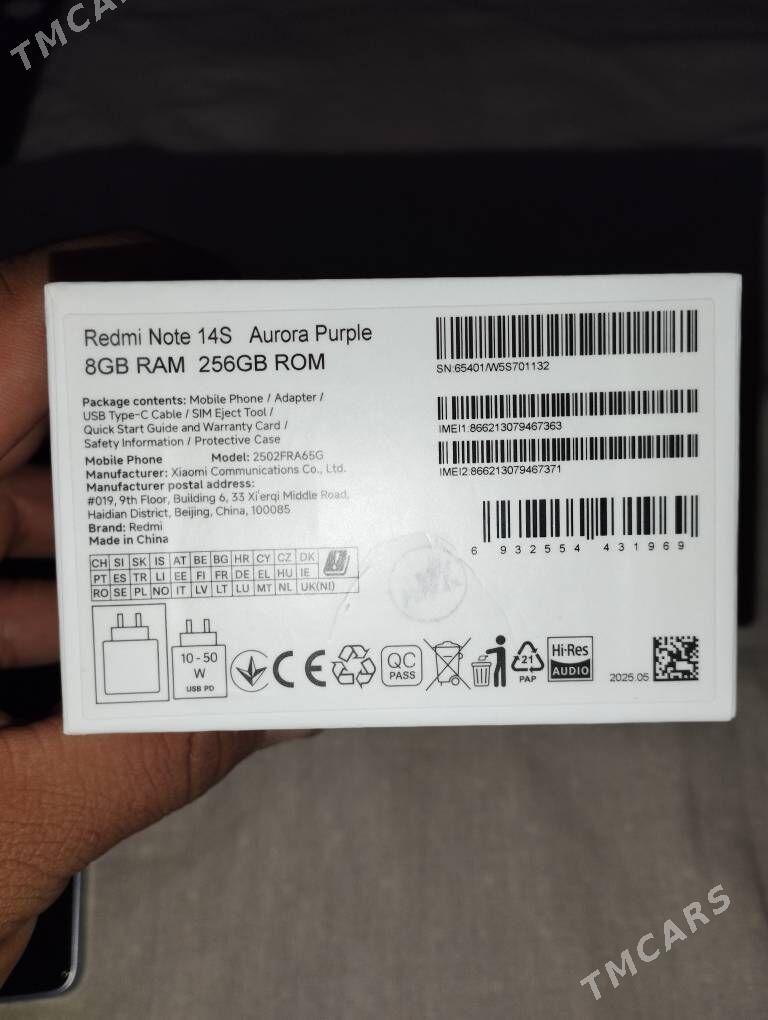 TMCARS
Redmi Note 14S Aurora Purple
8GB RAM 256GB ROM
SN:65401/W5S701132
Package contents: Mobile Phone / Adapter /
USB Type-C Cable / SIM Eject Tool /
Quick Start Guide and Warranty Card /
Safety Information / Protective Case
IMEI1:866213079467363
IMEI2:866213079467371
Mobile Phone Model: 2502FRA65G
Manufacturer: Xiaomi Communications Co., Ltd.
Manufacturer postal address:
#019, 9th Floor, Building 6, 33 Xi'erqi Middle Road,
Haidian District, Beijing, China, 100085
Brand: Redmi
Made in China
6 932554 431969
CH SI SK IS AT BE BG HR CY CZ DK
PT ES TR LI EE FI FR DE EL HU IE
RO SE PL NO IT LV LT LU MT NL UK(NI)
10 - 50
W
USB PD
CE
QC
PASS
21
PAP
Hi-Res
AUDIO
2025.05
TMCARS